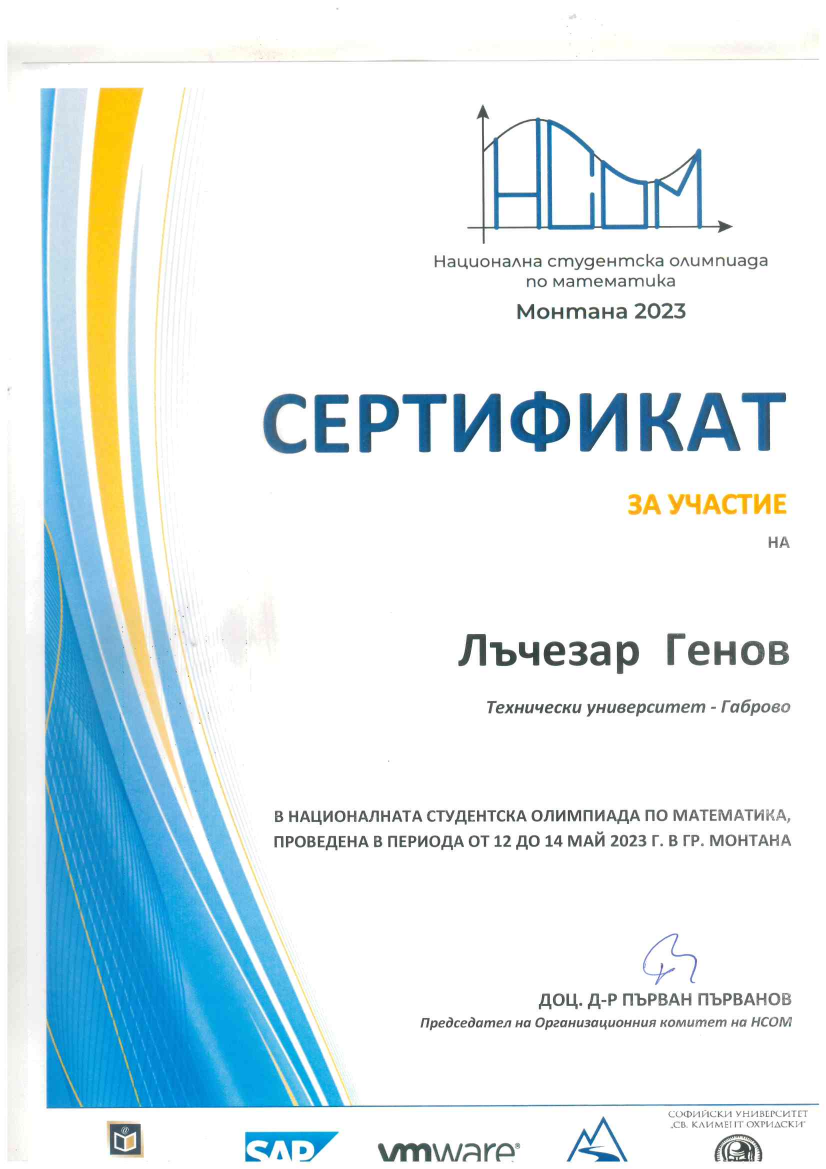 НСОМ
Национална студентска олимпиада
по математика
Монтана 2023
СЕРТИФИКАТ
ЗА УЧАСТИЕ
НА
Лъчезар Генов
Технически университет - Габрово
В НАЦИОНАЛНАТА СТУДЕНТСКА ОЛИМПИАДА ПО МАТЕМАТИКА,
ПРОВЕДЕНА В ПЕРИОДА ОТ 12 ДО 14 МАЙ 2023 Г. В ГР. МОНТАНА
ДОЦ. Д-Р ПЪРВАН ПЪРВАНОВ
Председател на Организационния комитет на НСОМ
СОФИЙСКИ УНИВЕРСИТЕТ
„СВ. КЛИМЕНТ ОХРИДСКИ“
SAP
vmware®